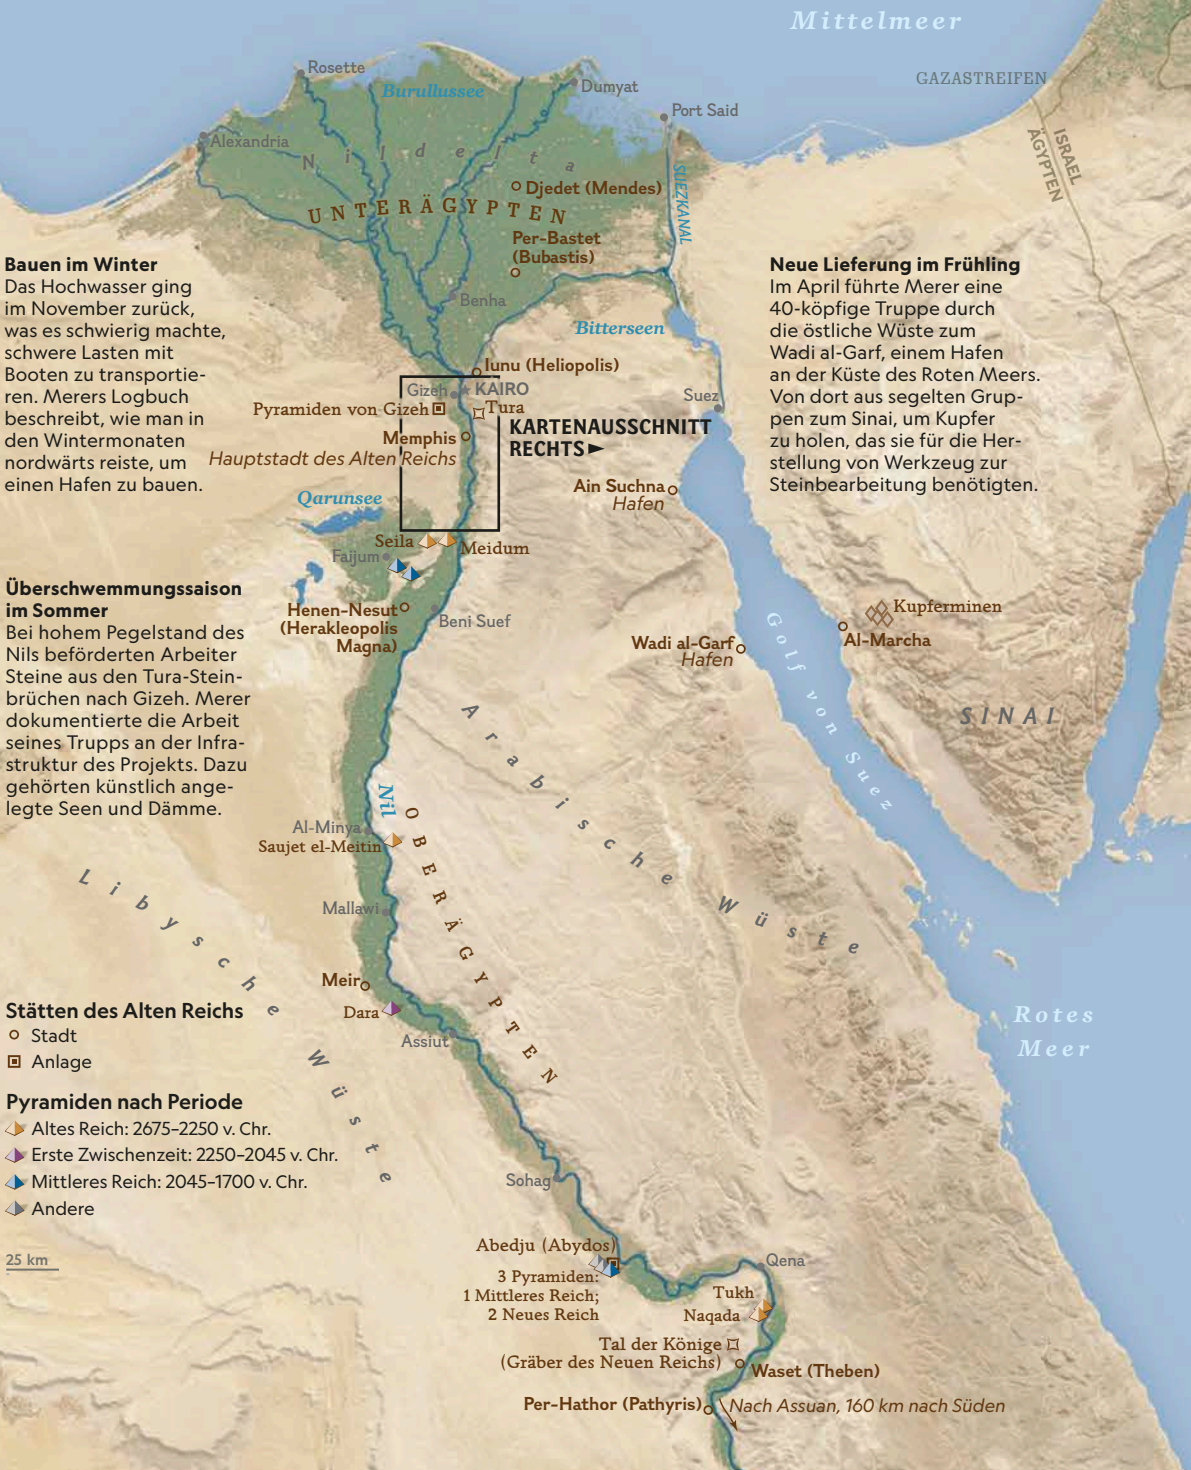 Mittelmeer
Rosette
Burullussee
Dumyat
GAZASTREIFEN
Port Said
Alexandria
Nildelta
ISRAEL
ÄGYPTEN
Djedet (Mendes)
SUEZKANAL
UNTERÄGYPTEN
Per-Bastet
(Bubastis)
Bauen im Winter
Das Hochwasser ging
im November zurück,
was es schwierig machte,
schwere Lasten mit
Booten zu transportie-
ren. Merers Logbuch
beschreibt, wie man in
den Wintermonaten
nordwärts reiste, um
einen Hafen zu bauen.
Neue Lieferung im Frühling
Im April führte Merer eine
40-köpfige Truppe durch
die östliche Wüste zum
Wadi al-Garf, einem Hafen
an der Küste des Roten Meers.
Von dort aus segelten Grup-
pen zum Sinai, um Kupfer
zu holen, das sie für die Her-
stellung von Werkzeug zur
Steinbearbeitung benötigten.
Benha
Bitterseen
Iunu (Heliopolis)
Gizeh
KAIRO
Suez
Pyramiden von Gizeh
Tura
KARTENAUSSCHNITT
RECHTS ►
Memphis
Hauptstadt des Alten Reichs
Ain Suchna
Hafen
Qarunsee
Seila
Meidum
Faijum
Überschwemmungssaison
im Sommer
Bei hohem Pegelstand des
Nils beförderten Arbeiter
Steine aus den Tura-Stein-
brüchen nach Gizeh. Merer
dokumentierte die Arbeit
seines Trupps an der Infra-
struktur des Projekts. Dazu
gehörten künstlich ange-
legte Seen und Dämme.
Henen-Nesut
(Herakleopolis
Magna)
Beni Suef
Kupferminen
Al-Marcha
Wadi al-Garf
Hafen
Golf von Suez
SINAI
Arabische Wüste
Nil
OBERÄGYPTEN
Al-Minya
Saujet el-Meitin
Libysche Wüste
Mallawi
Meir
Dara
Assiut
Rotes
Meer
Stätten des Alten Reichs
Stadt
Anlage
Pyramiden nach Periode
Altes Reich: 2675–2250 v. Chr.
Erste Zwischenzeit: 2250–2045 v. Chr.
Mittleres Reich: 2045–1700 v. Chr.
Andere
25 km
Sohag
Abedju (Abydos)
3 Pyramiden:
1 Mittleres Reich;
2 Neues Reich
Qena
Tukh
Naqada
Tal der Könige
(Gräber des Neuen Reichs)
Waset (Theben)
Per-Hathor (Pathyris)
Nach Assuan, 160 km nach Süden